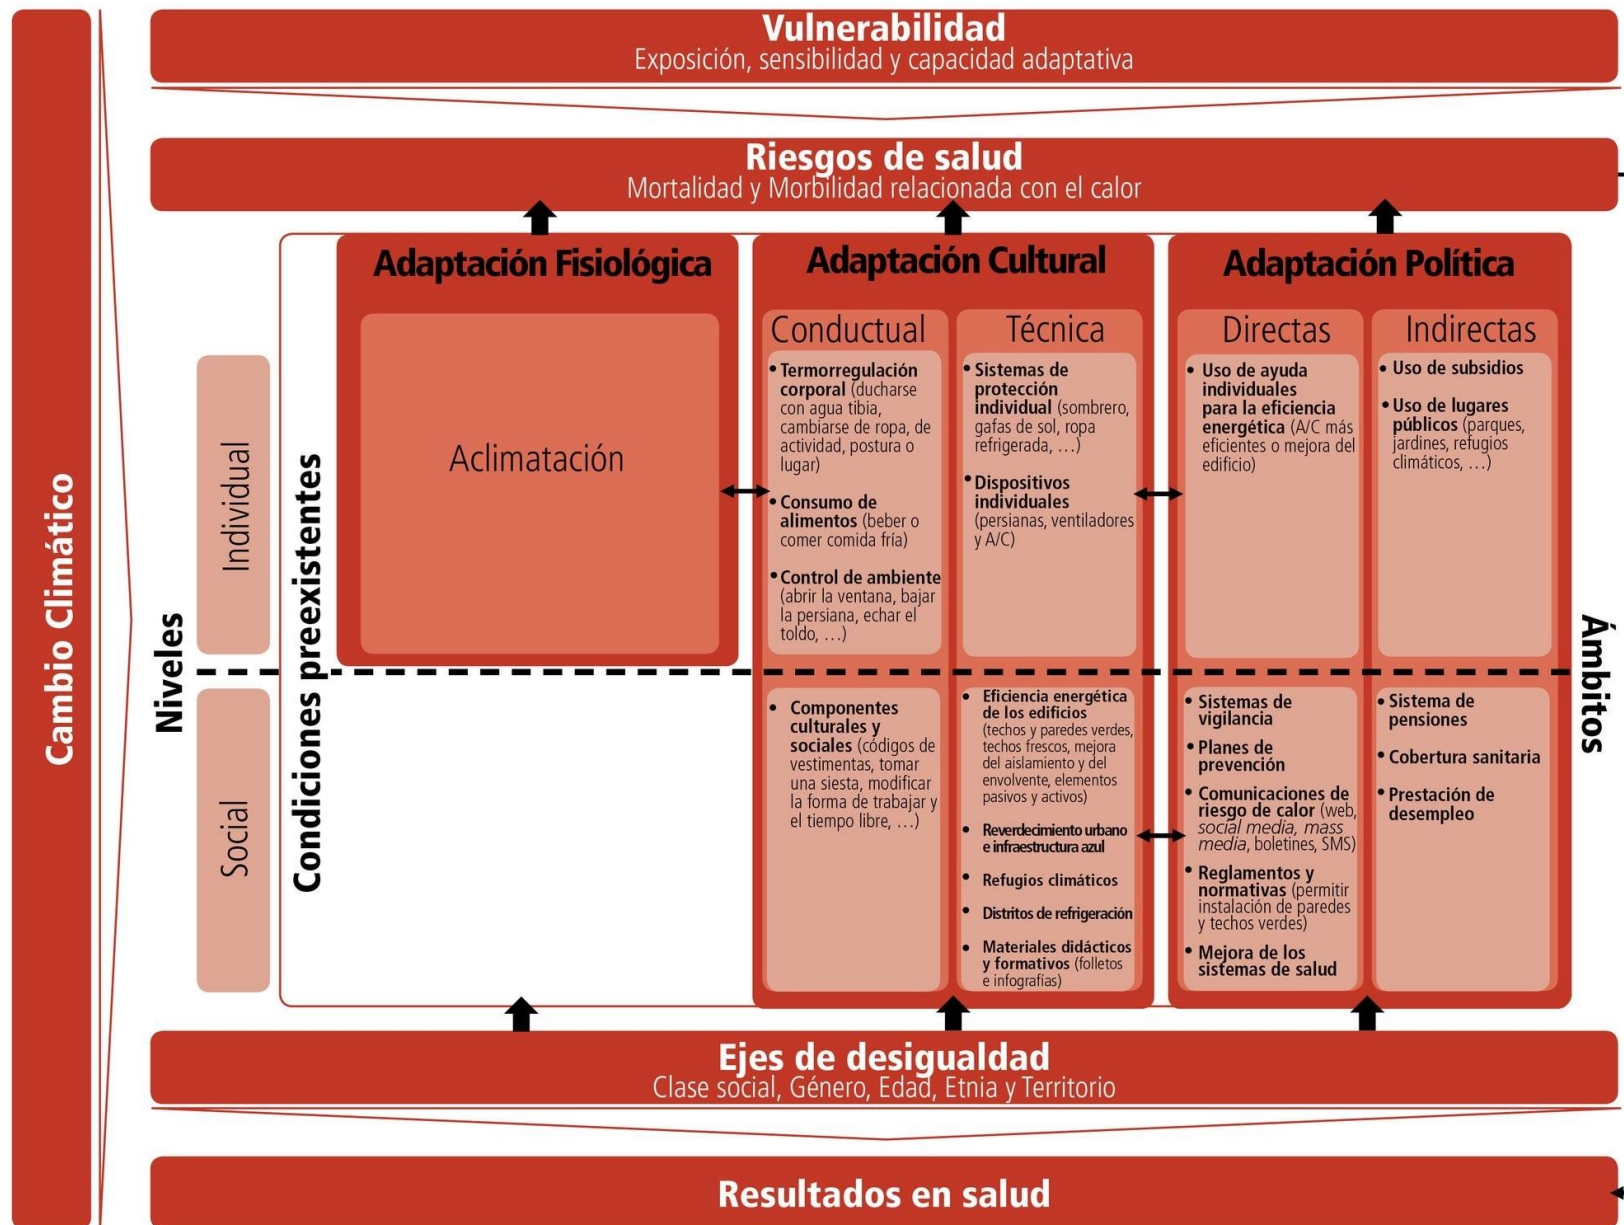 Cambio Climático
Vulnerabilidad
Exposición, sensibilidad y capacidad adaptativa
Riesgos de salud
Mortalidad y Morbilidad relacionada con el calor
Niveles
Individual
Social
Condiciones preexistentes
Adaptación Fisiológica
Aclimatación
Adaptación Cultural
Conductual
• Termorregulación
corporal (ducharse
con agua tibia,
cambiarse de ropa, de
actividad, postura o
lugar)
• Consumo de
alimentos (beber o
comer comida fría)
• Control de ambiente
(abrir la ventana, bajar
la persiana, echar el
toldo, …)
• Componentes
culturales y
sociales (códigos de
vestimentas, tomar
una siesta, modificar
la forma de trabajar y
el tiempo libre, …)
Técnica
• Sistemas de
protección
individual (sombrero,
gafas de sol, ropa
refrigerada, …)
• Dispositivos
individuales
(persianas, ventiladores
y A/C)
• Eficiencia energética
de los edificios
(techos y paredes verdes,
techos frescos, mejora
del aislamiento y del
envolvente, elementos
pasivos y activos)
• Reverdecimiento urbano
e infraestructura azul
• Refugios climáticos
• Distritos de refrigeración
• Materiales didácticos
y formativos (folletos
e infografías)
Adaptación Política
Directas
• Uso de ayuda
individuales
para la eficiencia
energética (A/C más
eficientes o mejora del
edificio)
• Sistemas de
vigilancia
• Planes de
prevención
• Comunicaciones de
riesgo de calor (web,
social media, mass
media, boletines, SMS)
• Reglamentos y
normativas (permitir
instalación de paredes
y techos verdes)
• Mejora de los
sistemas de salud
Indirectas
• Uso de subsidios
• Uso de lugares
públicos (parques,
jardines, refugios
climáticos, …)
• Sistema de
pensiones
• Cobertura sanitaria
• Prestación de
desempleo
Ámbitos
Ejes de desigualdad
Clase social, Género, Edad, Etnia y Territorio
Resultados en salud